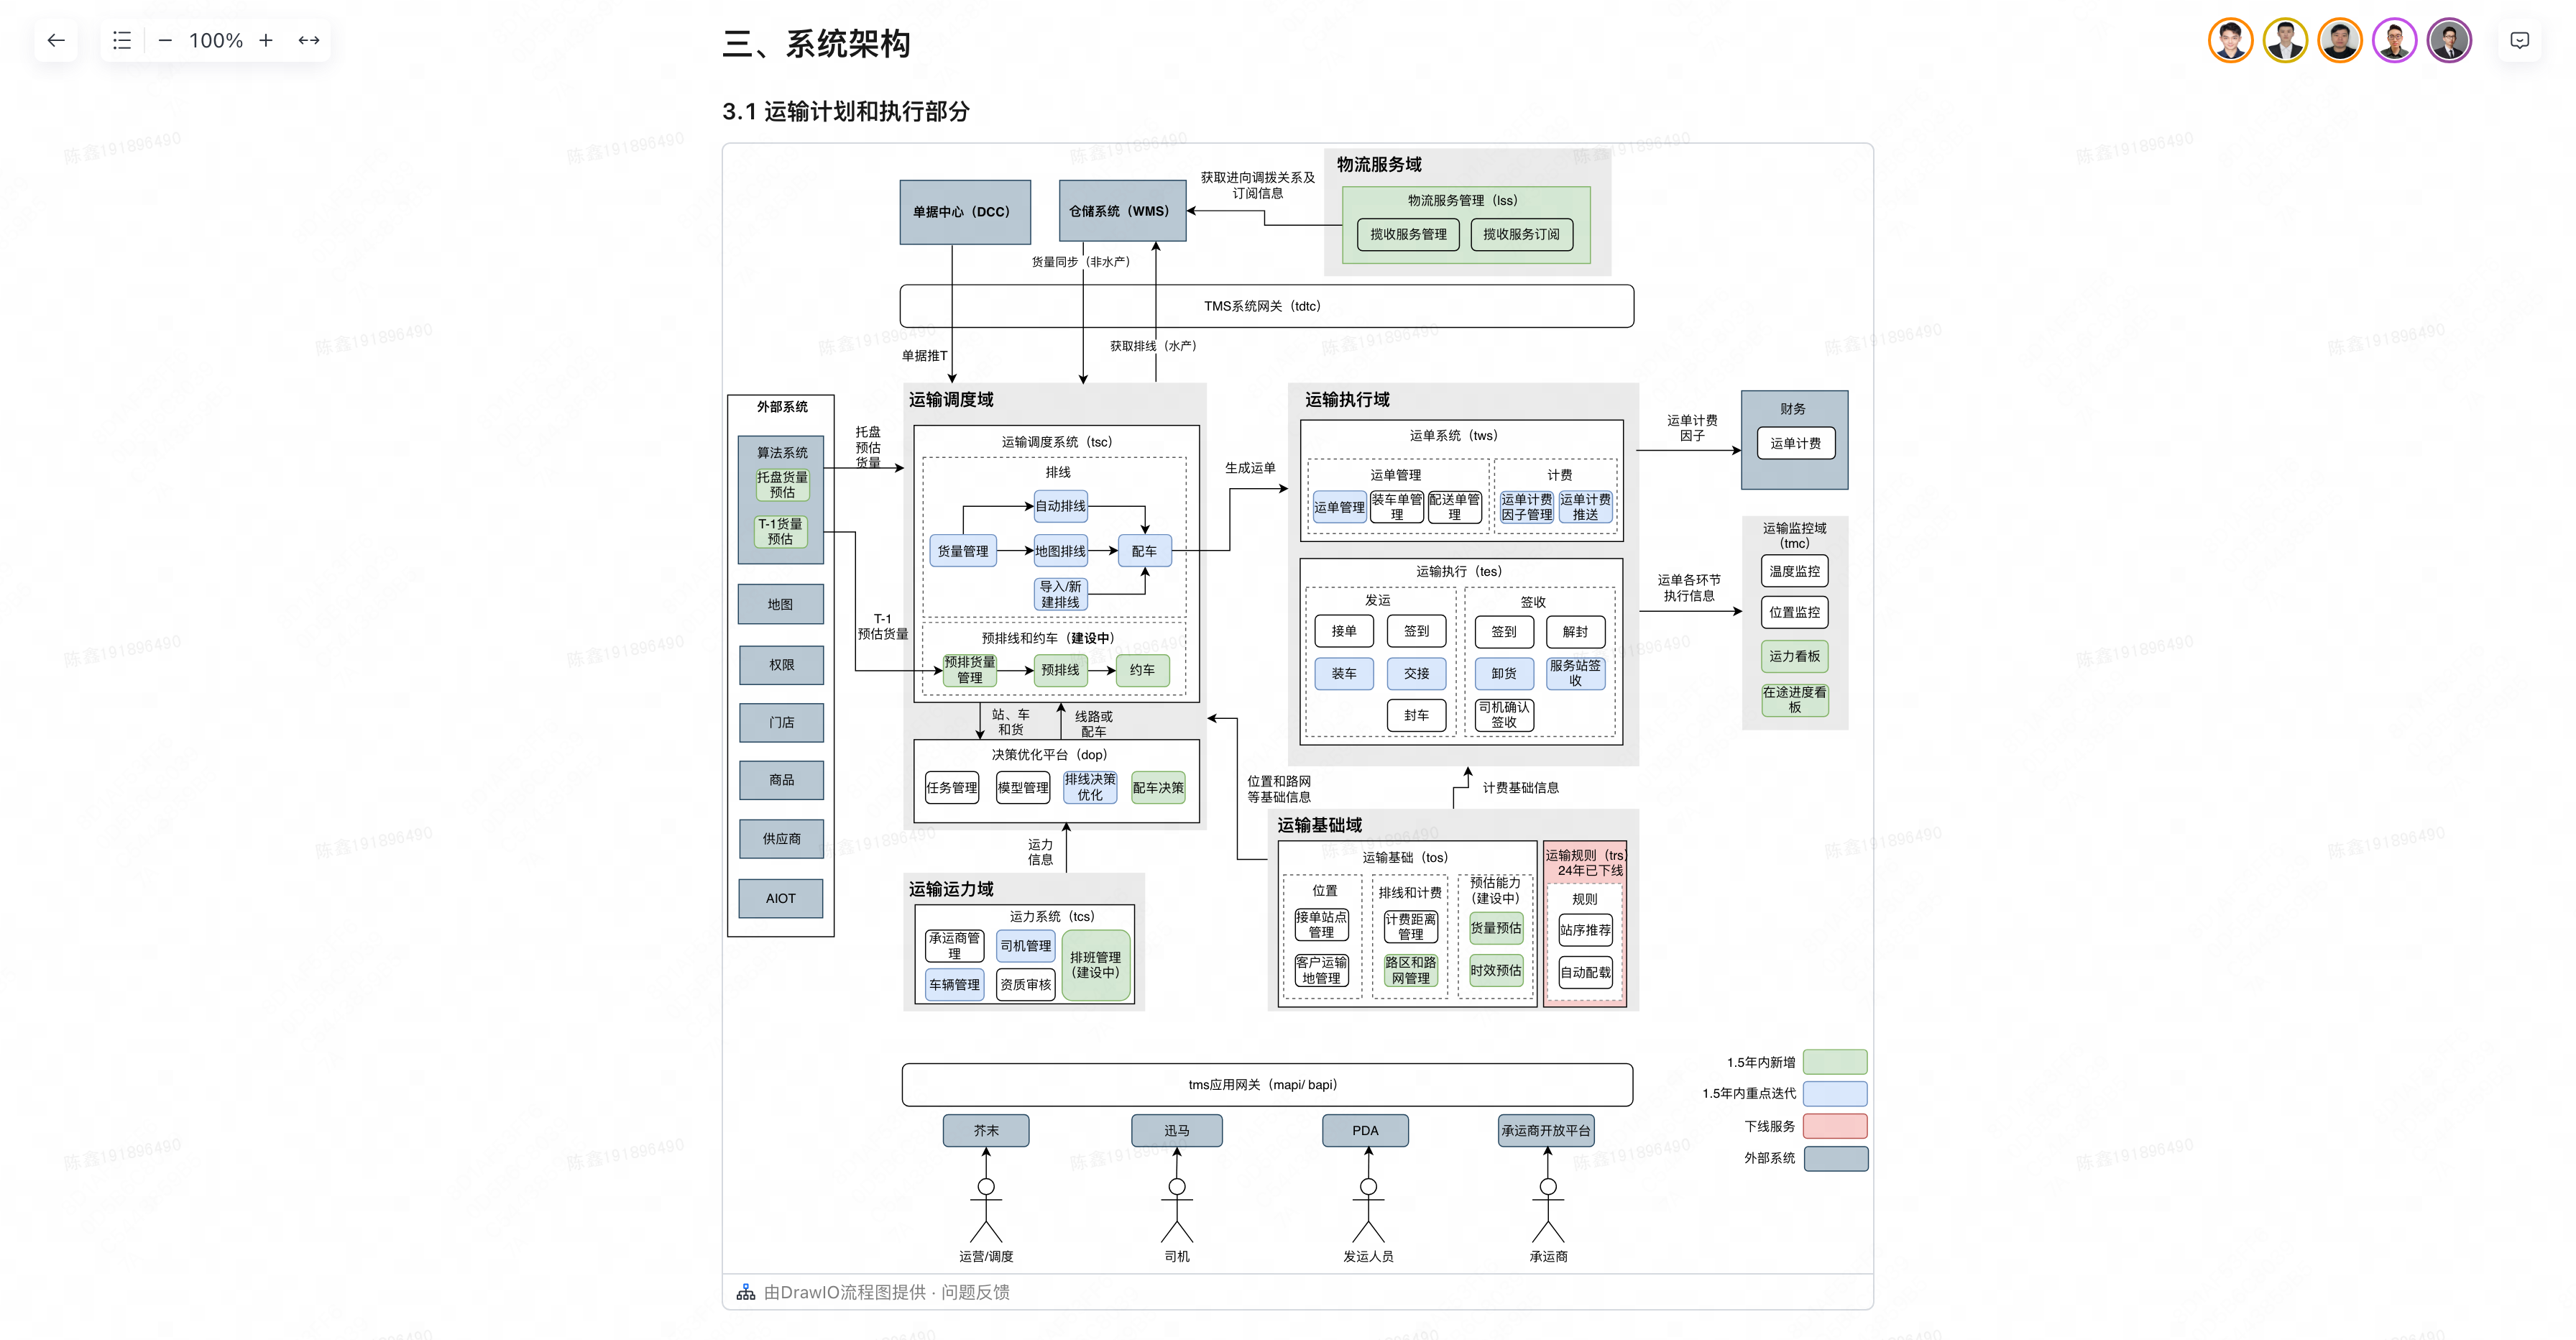 100%
三、系统架构
3.1 运输计划和执行部分
单据中心（DCC）
仓储系统（WMS）
获取进向调拨关系及
订阅信息
物流服务域
物流服务管理（lss）
揽收服务管理
揽收服务订阅
货量同步（非水产）
TMS系统网关（tdtc）
单据推T
获取排线（水产）
外部系统
算法系统
托盘货量
预估
T-1货量
预估
地图
权限
门店
商品
供应商
AIOT
托盘
预估
货量
T-1
预估货量
运输调度域
运输调度系统（tsc）
排线
自动排线
货量管理
地图排线
配车
导入/新
建排线
预排线和约车（建设中）
预排货量
管理
预排线
约车
站、车
和货
线路或
配车
决策优化平台（dop）
任务管理
模型管理
排线决策
优化
配车决策
运力
信息
运输运力域
运力系统（tcs）
承运商管
理
司机管理
车辆管理
资质审核
排班管理
（建设中）
生成运单
运输执行域
运单系统（tws）
运单管理
运单管理
装车单管
理
配送单管
理
计费
运单计费
因子管理
运单计费
推送
运输执行（tes）
发运
接单
签到
装车
交接
封车
签收
签到
解封
卸货
服务站签
收
司机确认
签收
运单计费
因子
财务
运单计费
运单各环节
执行信息
运输监控域
（tmc）
温度监控
位置监控
运力看板
在途进度看
板
位置和路网
等基础信息
计费基础信息
运输基础域
运输基础（tos）
位置
接单站点
管理
客户运输
地管理
排线和计费
计费距离
管理
路区和路
网管理
预估能力
（建设中）
货量预估
时效预估
运输规则（trs）
24年已下线
规则
站序推荐
自动配载
tms应用网关（mapi/ bapi）
芥末
迅马
PDA
承运商开放平台
运营/调度
司机
发运人员
承运商
1.5年内新增
1.5年内重点迭代
下线服务
外部系统
由DrawIO流程图提供 · 问题反馈
陈鑫191896490